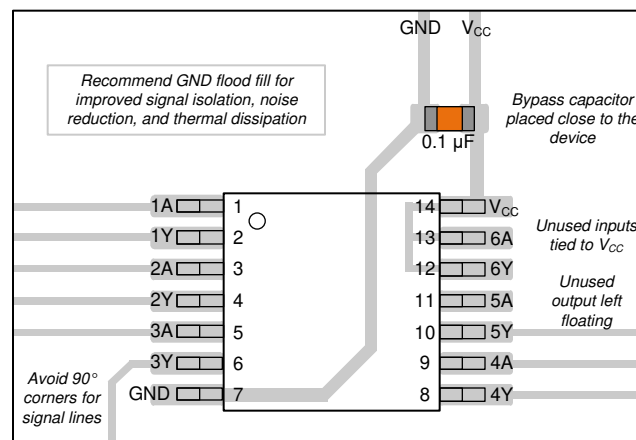 GND VCC
Recommend GND flood fill for
improved signal isolation, noise
reduction, and thermal dissipation
Bypass capacitor
placed close to the
device
0.1 µF
1A 1 14 VCC
1Y 2 13 6A
2A 3 12 6Y
2Y 4 11 5A
3A 5 10 5Y
3Y 6 9 4A
GND 7 8 4Y
Unused inputs
tied to VCC
Unused
output left
floating
Avoid 90°
corners for
signal lines